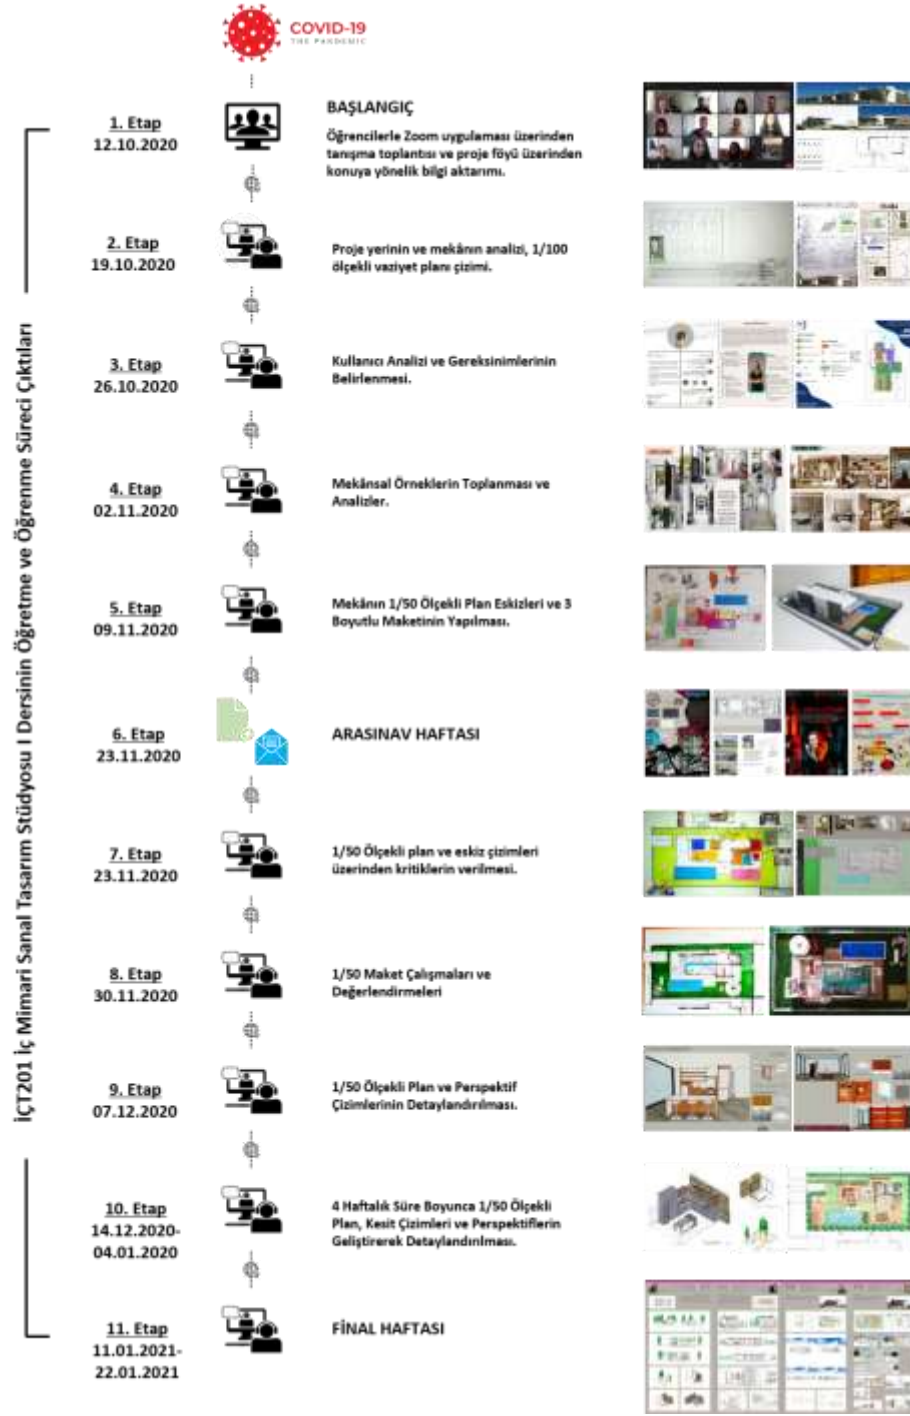 COVID-19
THE PANDEMIC
İÇT201 İç Mimari Sanal Tasarım Stüdyosu I Dersinin Öğretme ve Öğrenme Süreci Çıktıları
1. Etap
12.10.2020
BAŞLANGIÇ
Öğrencilerle Zoom uygulaması üzerinden
tanışma toplantısı ve proje föyü üzerinden
konuya yönelik bilgi aktarımı.
2. Etap
19.10.2020
Proje yerinin ve mekânın analizi, 1/100
ölçekli vaziyet planı çizimi.
3. Etap
26.10.2020
Kullanıcı Analizi ve Gereksinimlerinin
Belirlenmesi.
4. Etap
02.11.2020
Mekânsal Örneklerin Toplanması ve
Analizler.
5. Etap
09.11.2020
Mekânın 1/50 Ölçekli Plan Eskizleri ve 3
Boyutlu Maketinin Yapılması.
6. Etap
23.11.2020
ARASINAV HAFTASI
7. Etap
23.11.2020
1/50 Ölçekli plan ve eskiz çizimleri
üzerinden kritiklerin verilmesi.
8. Etap
30.11.2020
1/50 Maket Çalışmaları ve
Değerlendirmeleri
9. Etap
07.12.2020
1/50 Ölçekli Plan ve Perspektif
Çizimlerinin Detaylandırılması.
10. Etap
14.12.2020-
04.01.2020
4 Haftalık Süre Boyunca 1/50 Ölçekli
Plan, Kesit Çizimleri ve Perspektiflerin
Geliştirerek Detaylandırılması.
11. Etap
11.01.2021-
22.01.2021
FİNAL HAFTASI